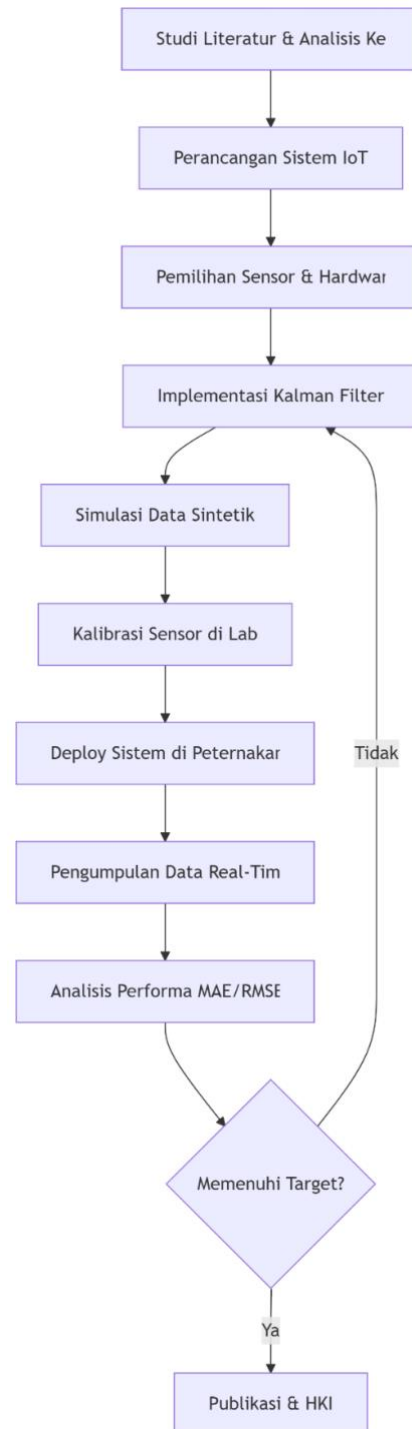 Studi Literatur & Analisis Ke
Perancangan Sistem IoT
Pemilihan Sensor & Hardwar
Implementasi Kalman Filter
Simulasi Data Sintetik
Kalibrasi Sensor di Lab
Deploy Sistem di Peternakar
Tidak
Pengumpulan Data Real-Tim
Analisis Performa MAE/RMSE
Memenuhi Target?
Ya
Publikasi & HKI